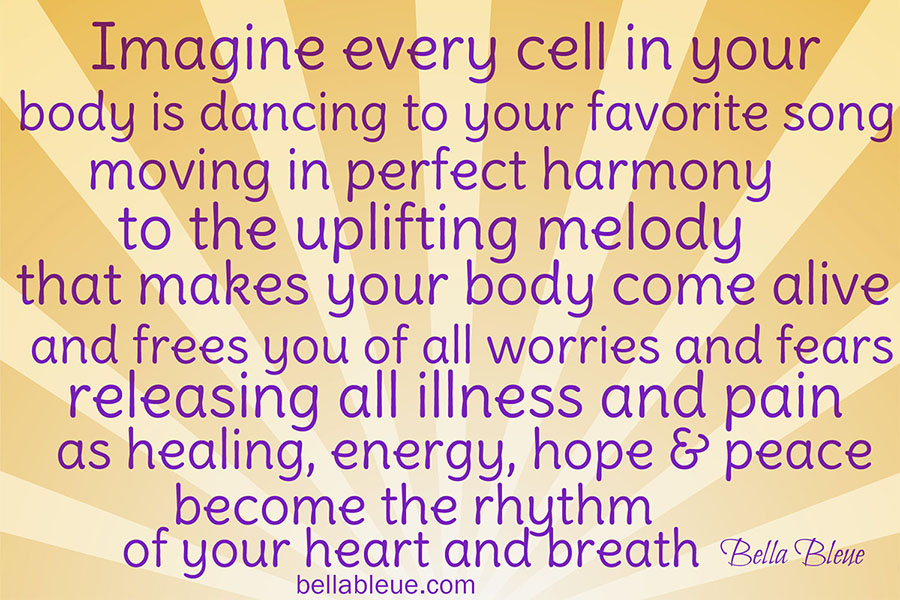 Imagine every cell in your
body is dancing to your favorite song
moving in perfect harmony
to the uplifting melody
that makes your body come alive
and frees you of all worries and fears
releasing all illness and pain
as healing, energy, hope & peace
become the rhythm
of your heart and breath Bella Bleue
bellableue.com